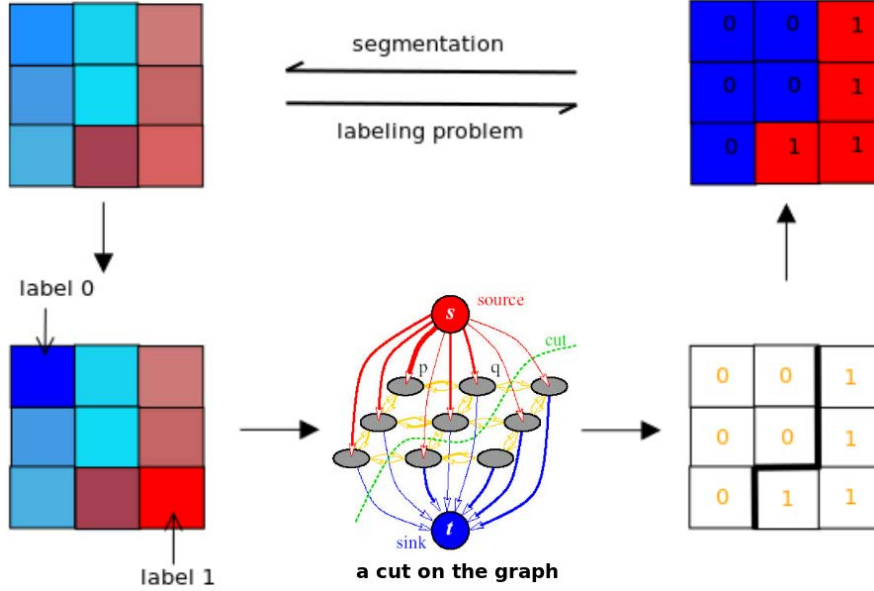 segmentation
labeling problem
0 0 1
0 0 1
0 1 1
label 0
label 1
s
source
cut
p
q
sink
t
a cut on the graph
0 0 1
0 0 1
0 1 1